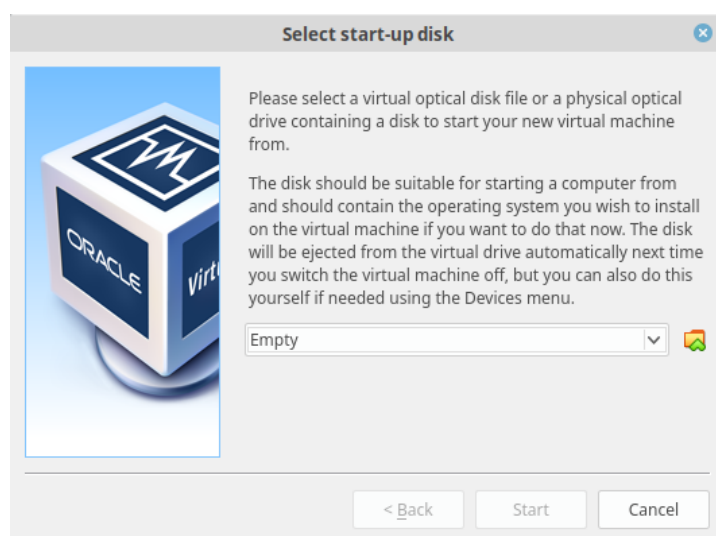 Select start-up disk
Please select a virtual optical disk file or a physical optical
drive containing a disk to start your new virtual machine
from.
The disk should be suitable for starting a computer from
and should contain the operating system you wish to install
on the virtual machine if you want to do that now. The disk
will be ejected from the virtual drive automatically next time
you switch the virtual machine off, but you can also do this
yourself if needed using the Devices menu.
ORACLE
Virtu
Empty
< Back
Start
Cancel